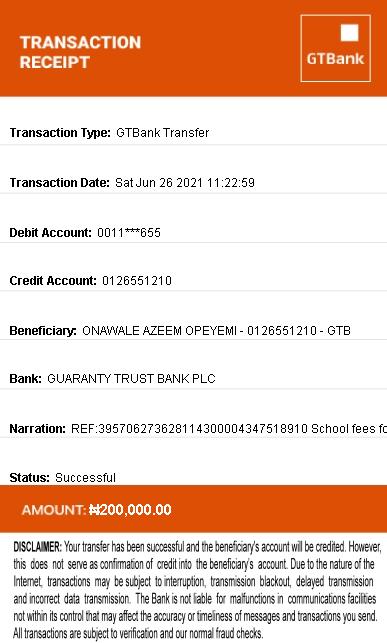 TRANSACTION
RECEIPT
GTBank
Transaction Type: GTBank Transfer
Transaction Date: Sat Jun 26 2021 11:22:59
Debit Account: 0011***655
Credit Account: 0126551210
Beneficiary: ONAWALE AZEEM OPEYEMI - 0126551210 - GTB
Bank: GUARANTY TRUST BANK PLC
Narration: REF:395706273628114300004347518910 School fees fo
Status: Successful
AMOUNT: ₦200,000.00
DISCLAIMER: Your transfer has been successful and the beneficiary's account will be credited. However,
this does not serve as confirmation of credit into the beneficiary's account. Due to the nature of the
Internet, transactions may be subject to interruption, transmission blackout, delayed transmission
and incorrect data transmission. The Bank is not liable for malfunctions in communications facilities
not within its control that may affect the accuracy or timeliness of messages and transactions you send.
All transactions are subject to verification and our normal fraud checks.